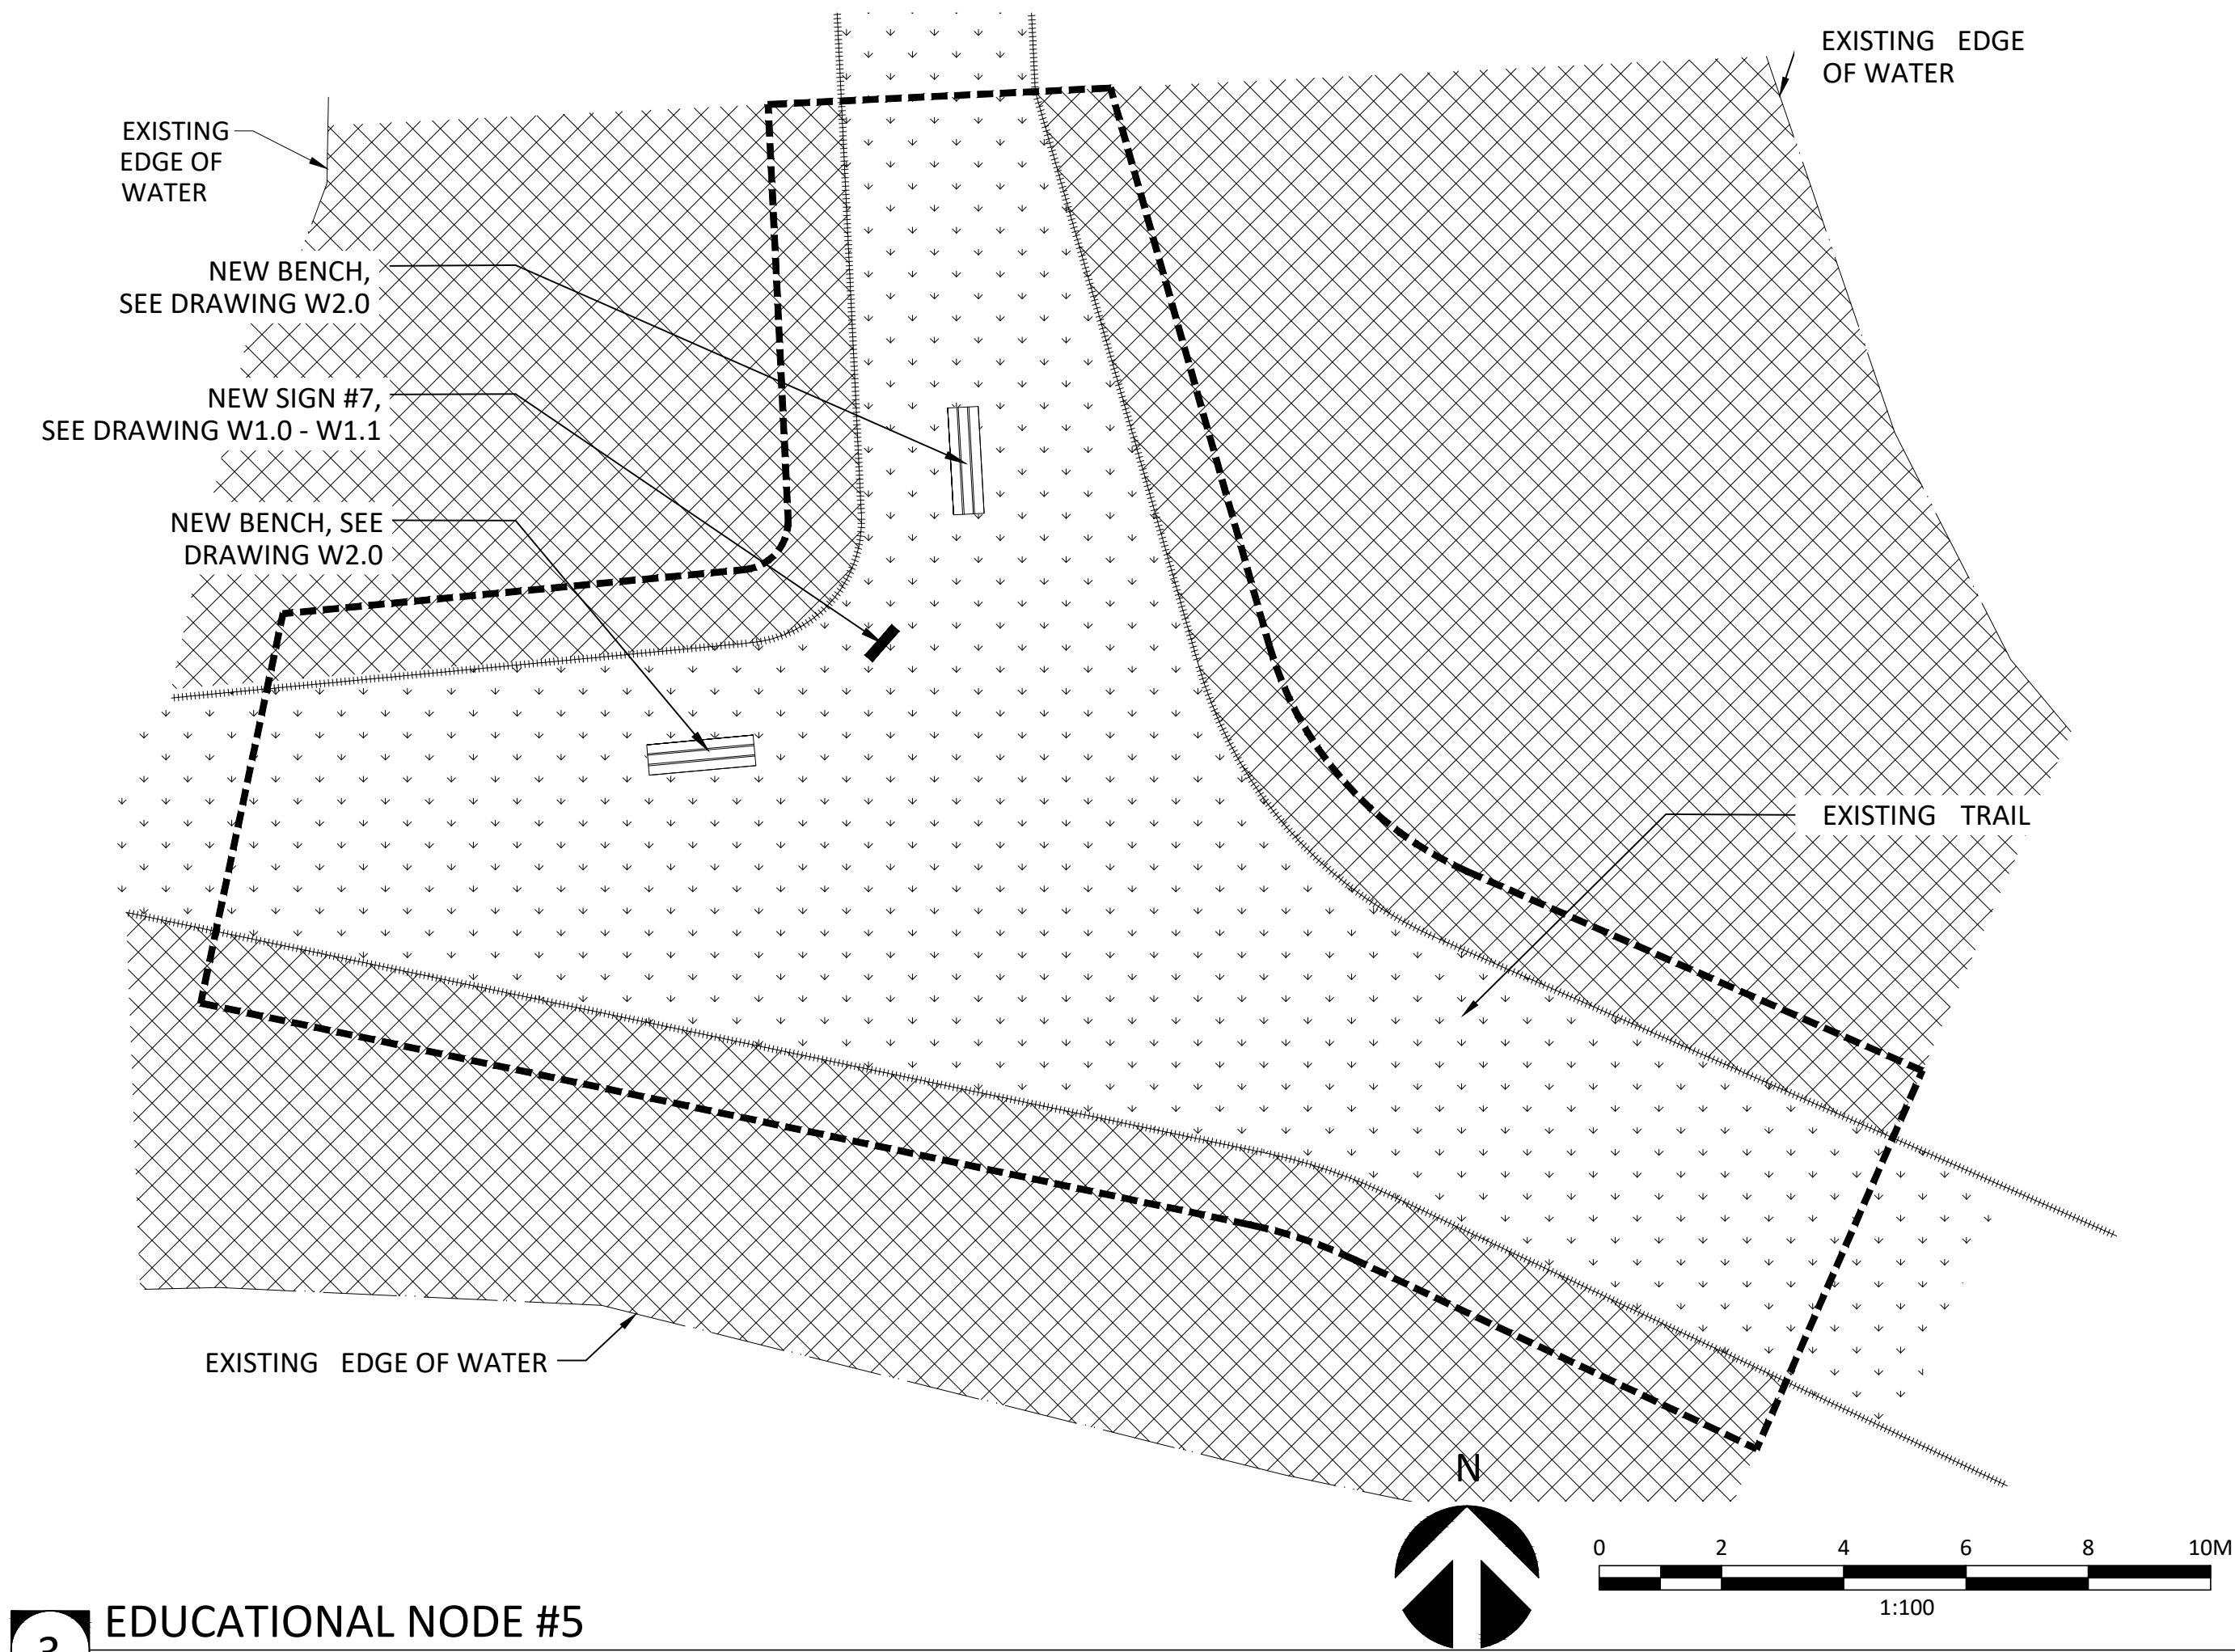 EXISTING EDGE
OF WATER
EXISTING
EDGE OF
WATER
NEW BENCH,
SEE DRAWING W2.0
NEW SIGN #7,
SEE DRAWING W1.0 - W1.1
NEW BENCH, SEE
DRAWING W2.0
EXISTING TRAIL
EXISTING EDGE OF WATER
N
0 2 4 6 8 10M
1:100
3 EDUCATIONAL NODE #5